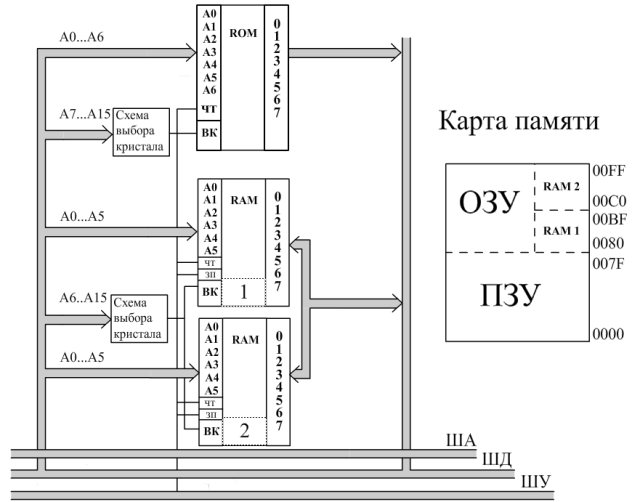 A0...A6
A0
A1
A2
A3
A4
A5
A6
ЧТ
ВК
ROM
0
1
2
3
4
5
6
7
A7...A15
Схема
выбора
кристала
A0...A5
A0
A1
A2
A3
A4
A5
ЧТ
ЗП
ВК
RAM
1
0
1
2
3
4
5
6
7
A6..A15
Схема
выбора
кристала
A0...A5
A0
A1
A2
A3
A4
A5
ЧТ
ЗП
ВК
RAM
2
0
1
2
3
4
5
6
7
Карта памяти
ОЗУ
RAM 2
RAM 1
ПЗУ
00FF
00C0
00BF
0080
007F
0000
ША
ШД
ШУ